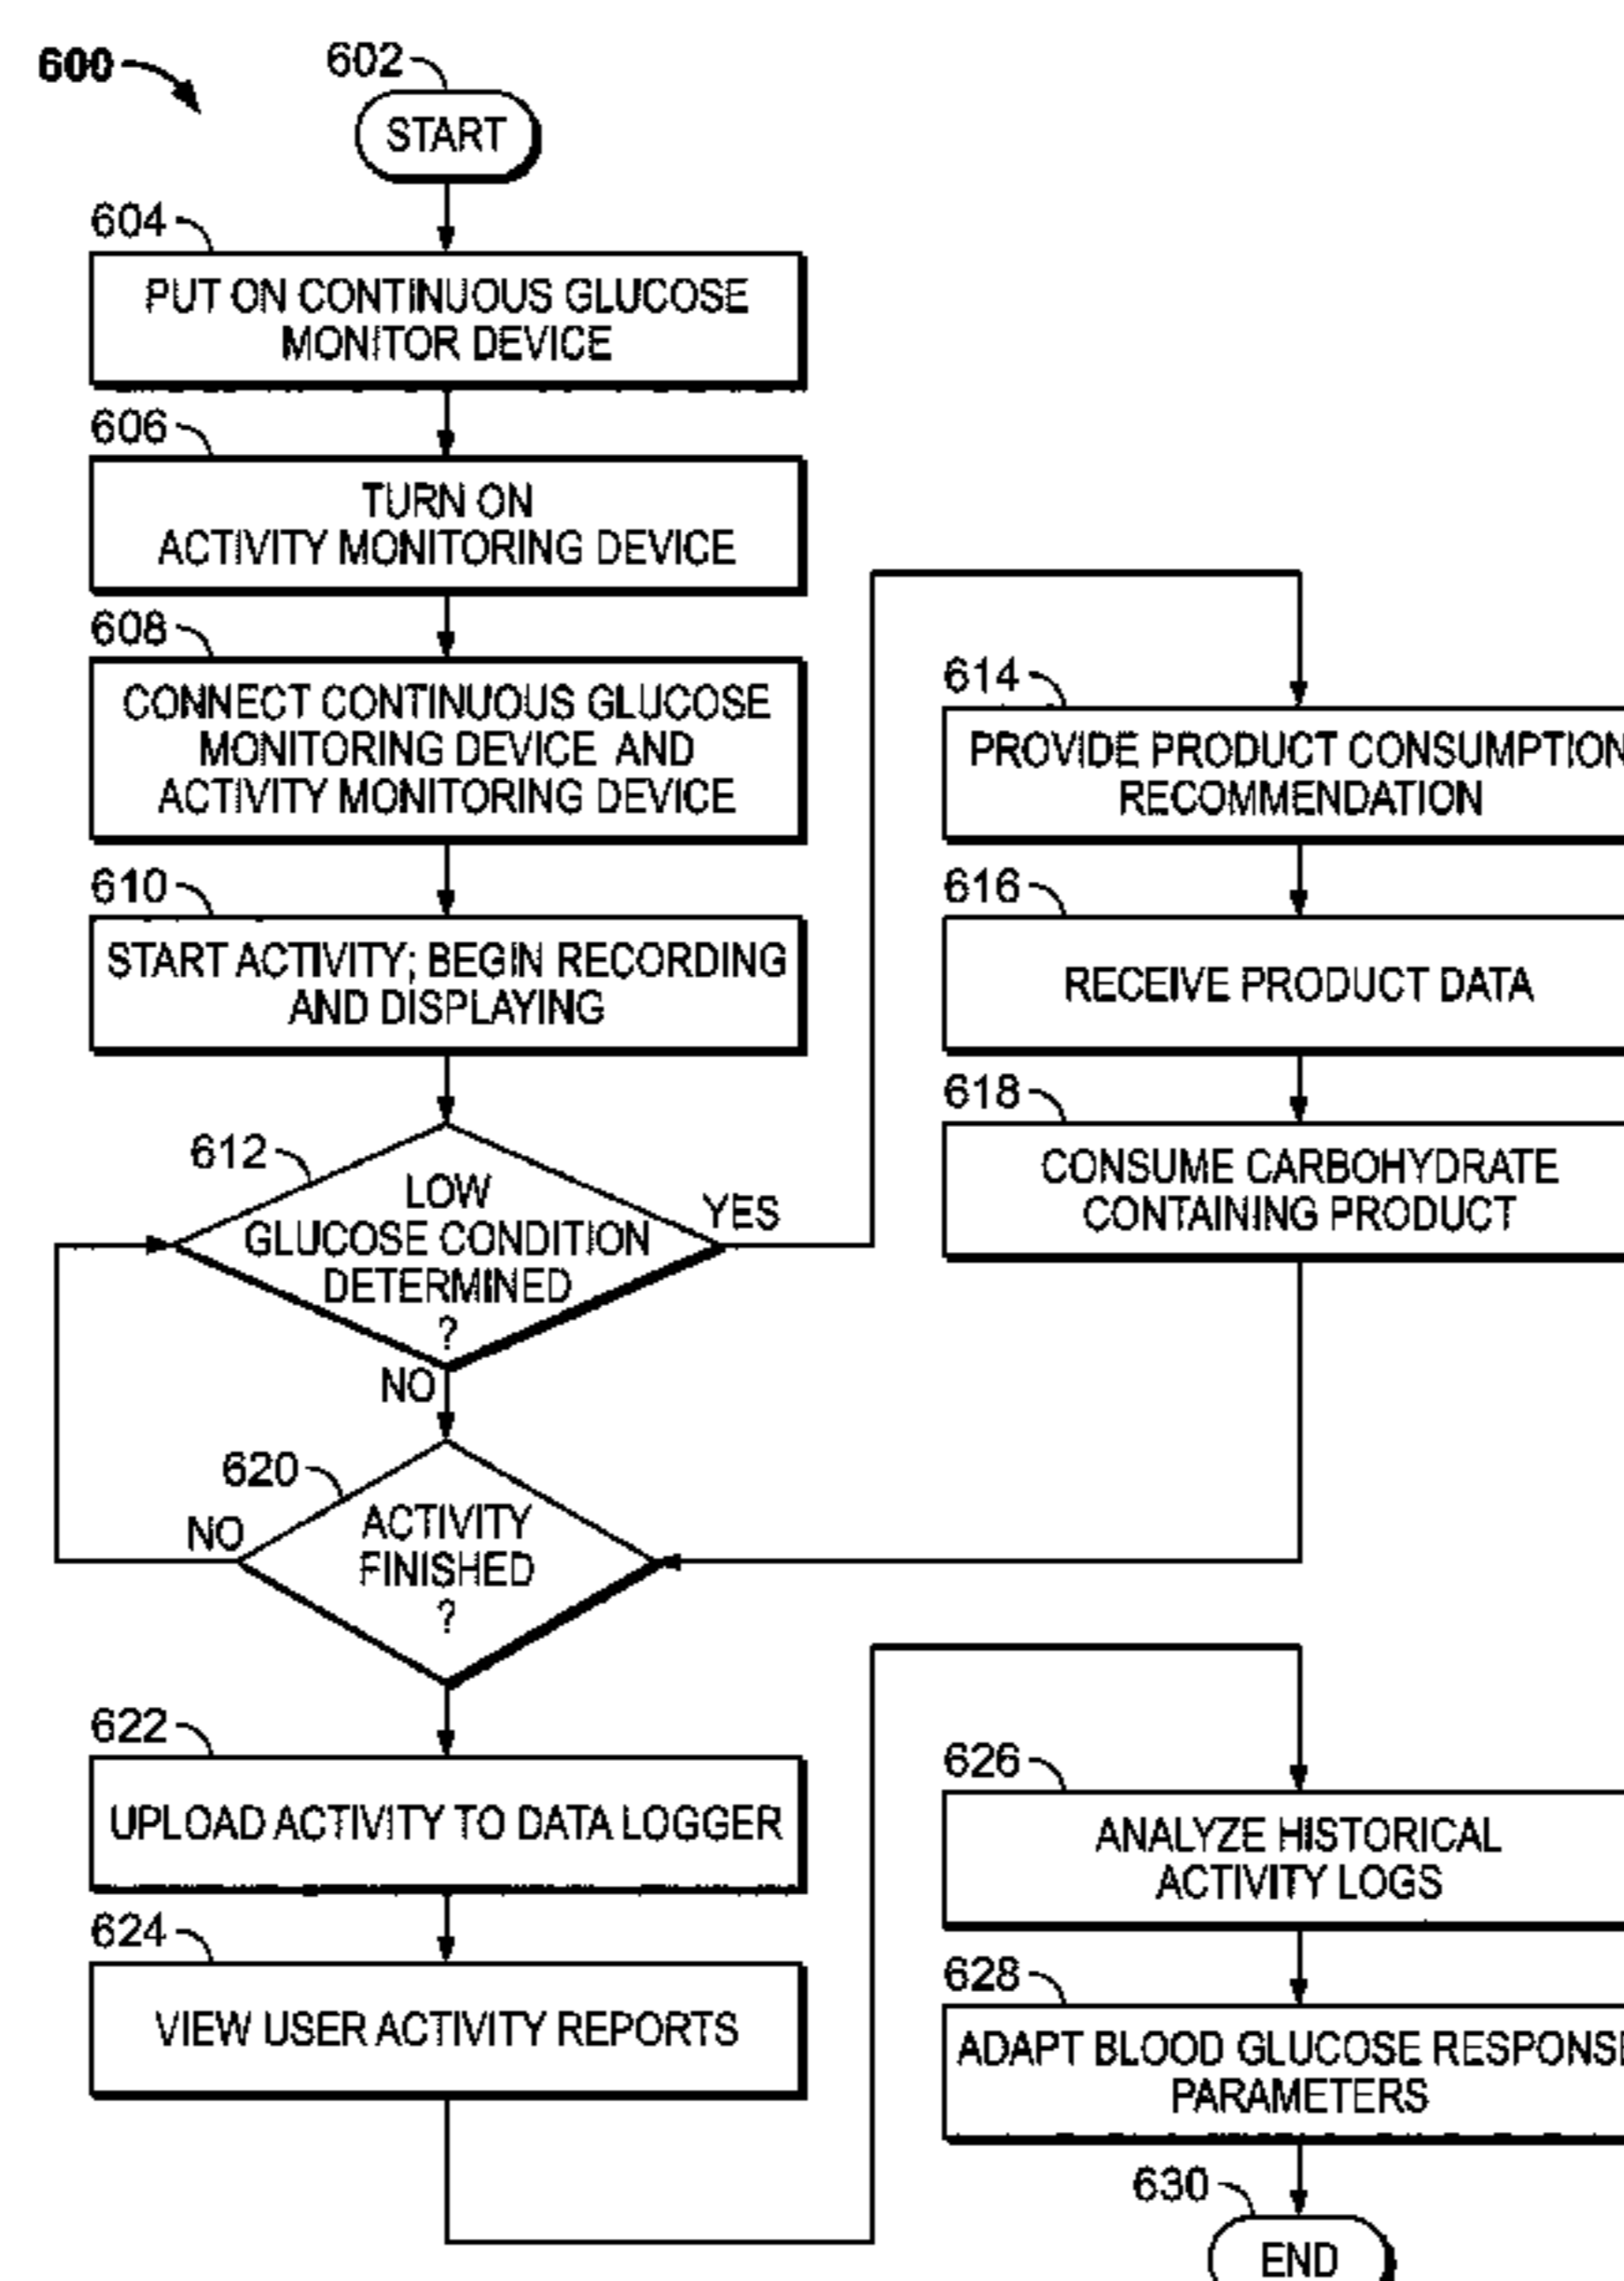 600
602
START
604
PUT ON CONTINUOUS GLUCOSE
MONITOR DEVICE
606
TURN ON
ACTIVITY MONITORING DEVICE
608
CONNECT CONTINUOUS GLUCOSE
MONITORING DEVICE AND
ACTIVITY MONITORING DEVICE
610
START ACTIVITY; BEGIN RECORDING
AND DISPLAYING
612
LOW
GLUCOSE CONDITION
DETERMINED
?
YES
NO
614
PROVIDE PRODUCT CONSUMPTION
RECOMMENDATION
616
RECEIVE PRODUCT DATA
618
CONSUME CARBOHYDRATE
CONTAINING PRODUCT
620
ACTIVITY
FINISHED
?
NO
622
UPLOAD ACTIVITY TO DATA LOGGER
624
VIEW USER ACTIVITY REPORTS
626
ANALYZE HISTORICAL
ACTIVITY LOGS
628
ADAPT BLOOD GLUCOSE RESPONSE
PARAMETERS
630
END